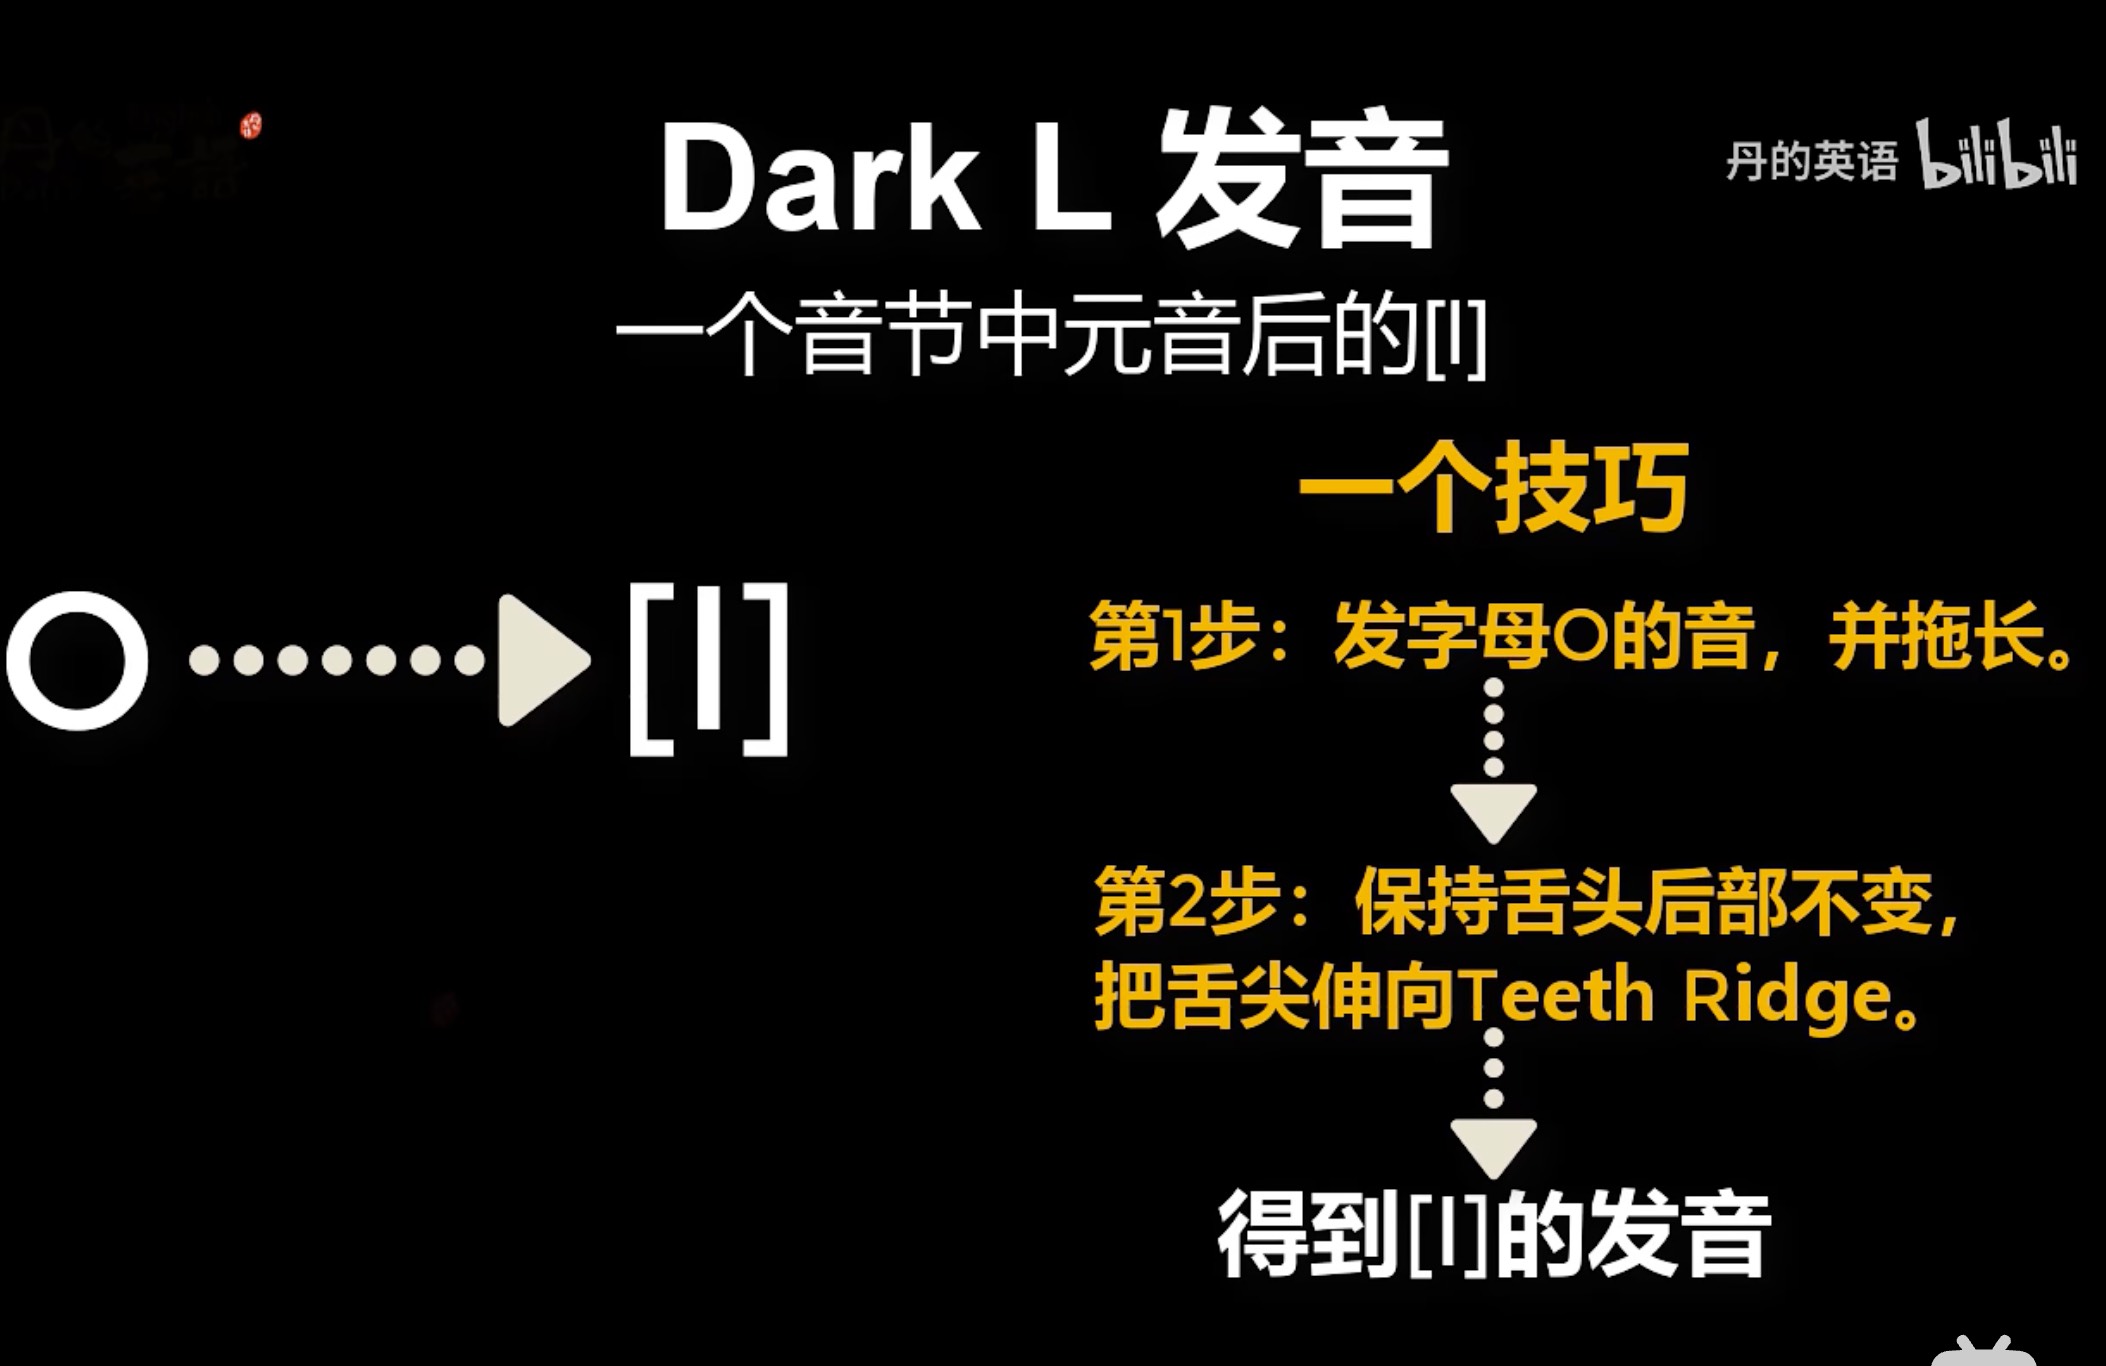 Dark L 发音
丹的英语 bilibili
一个音节中元音后的[l]
一个技巧
O
[l]
第1步：发字母O的音，并拖长。
第2步：保持舌头后部不变，
把舌尖伸向Teeth Ridge。
得到[l]的发音